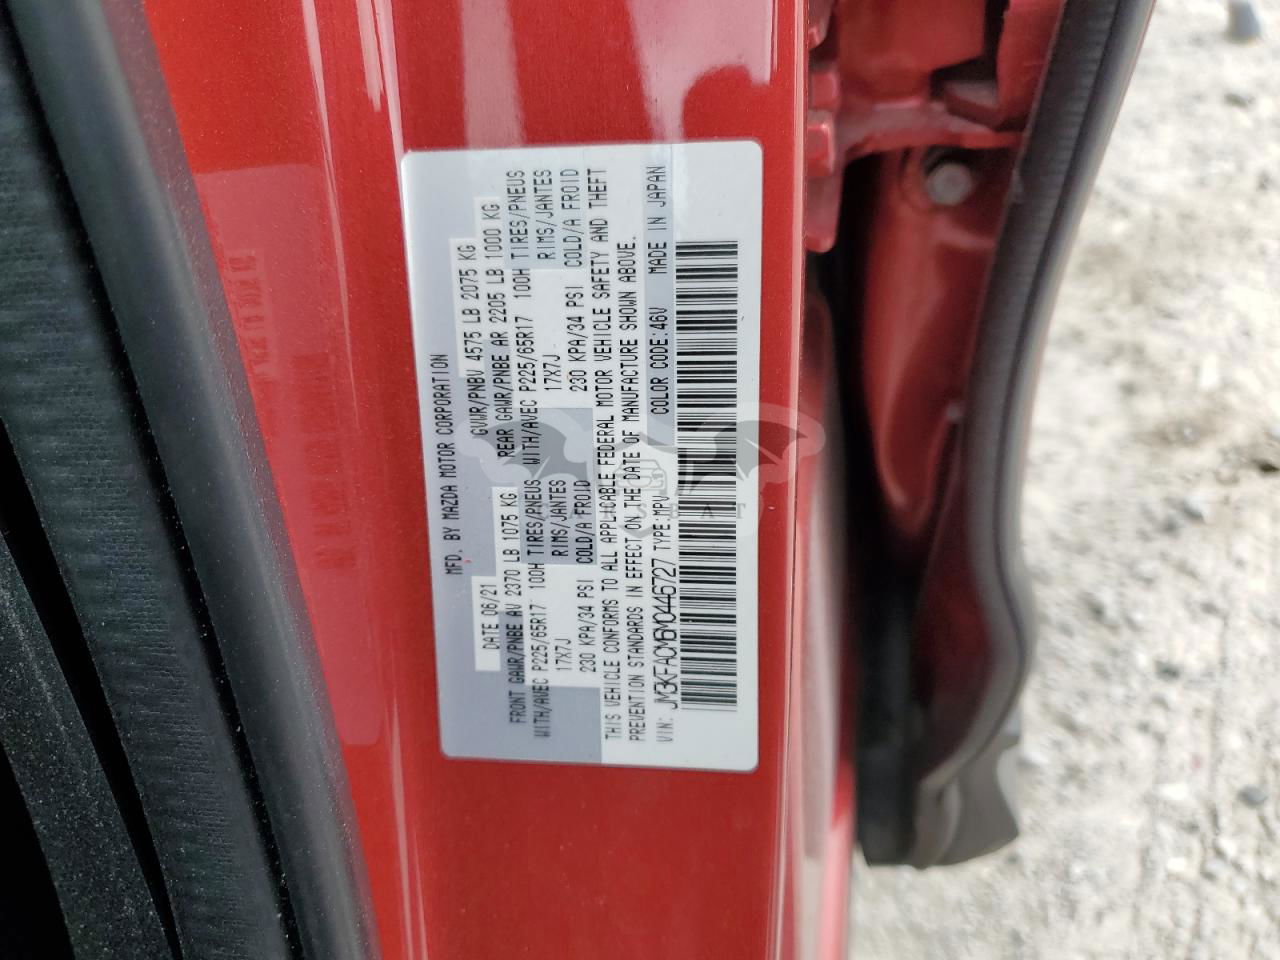 MFD. BY MAZDA MOTOR CORPORATION
DATE 06/21 GVWR/PNBV 4575 LB 2075 KG
FRONT GAWR/PNBE AV 2370 LB 1075 KG REAR GAWR/PNBE AR 2205 LB 1000 KG
WITH/AVEC P225/65R17 100H TIRES/PNEUS WITH/AVEC P225/65R17 100H TIRES/PNEUS
17X7J RIMS/JANTES 17X7J RIMS/JANTES
230 KPA/34 PSI COLD/A FROID 230 KPA/34 PSI COLD/A FROID
THIS VEHICLE CONFORMS TO ALL APPLICABLE FEDERAL MOTOR VEHICLE SAFETY AND THEFT
PREVENTION STANDARDS IN EFFECT ON THE DATE OF MANUFACTURE SHOWN ABOVE.
VIN: JM3KFACM6M0446727 TYPE:MPV COLOR CODE:46V MADE IN JAPAN